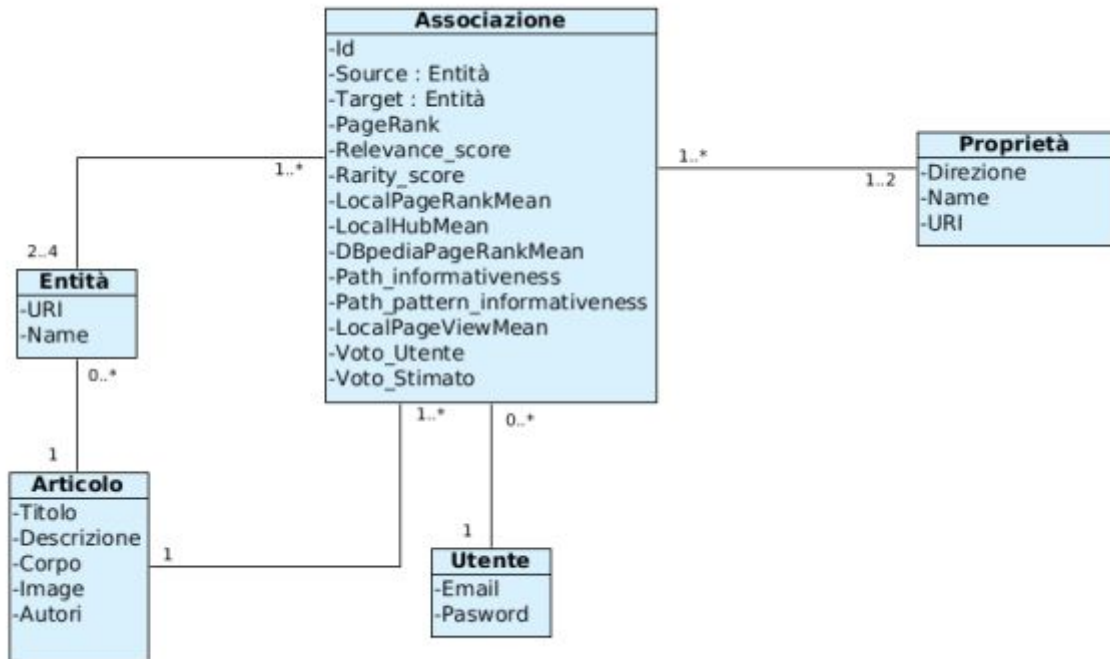 Associazione
-Id
-Source : Entità
-Target : Entità
-PageRank
-Relevance_score
-Rarity_score
-LocalPageRankMean
-LocalHubMean
-DBpediaPageRankMean
-Path_informativeness
-Path_pattern_informativeness
-LocalPageViewMean
-Voto_Utente
-Voto_Stimato
1..*
1..*
1..2
Proprietà
-Direzione
-Name
-URI
2..4
Entità
-URI
-Name
0..*
1
1..*
0..*
Articolo
-Titolo
-Descrizione
-Corpo
-Image
-Autori
1
1
Utente
-Email
-Pasword